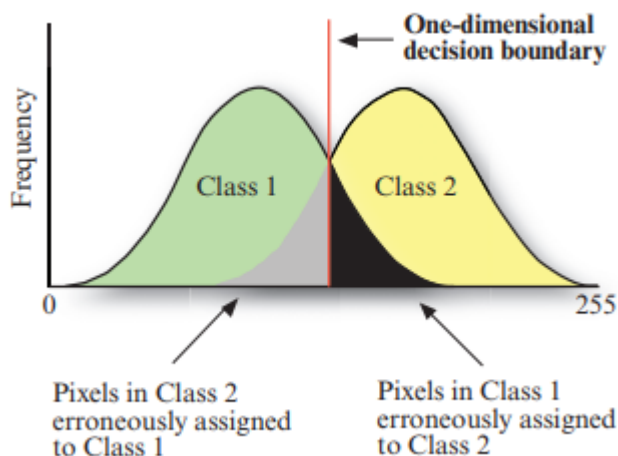 One-dimensional
decision boundary
Frequency
Class 1
Class 2
0
255
Pixels in Class 2
erroneously assigned
to Class 1
Pixels in Class 1
erroneously assigned
to Class 2